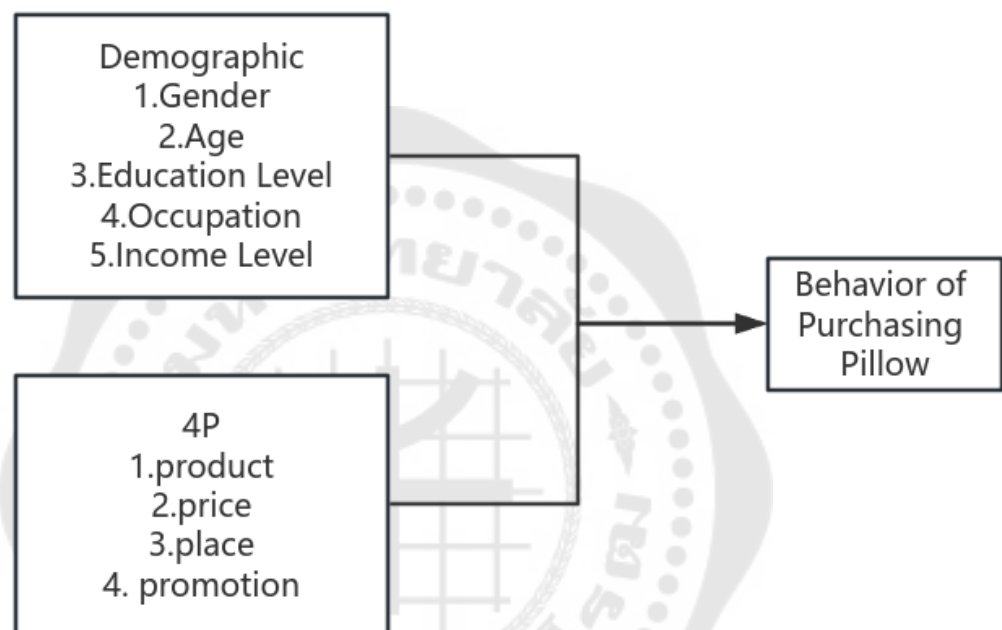 Demographic
1.Gender
2.Age
3.Education Level
4.Occupation
5.Income Level
4P
1.product
2.price
3.place
4. promotion
Behavior of
Purchasing
Pillow